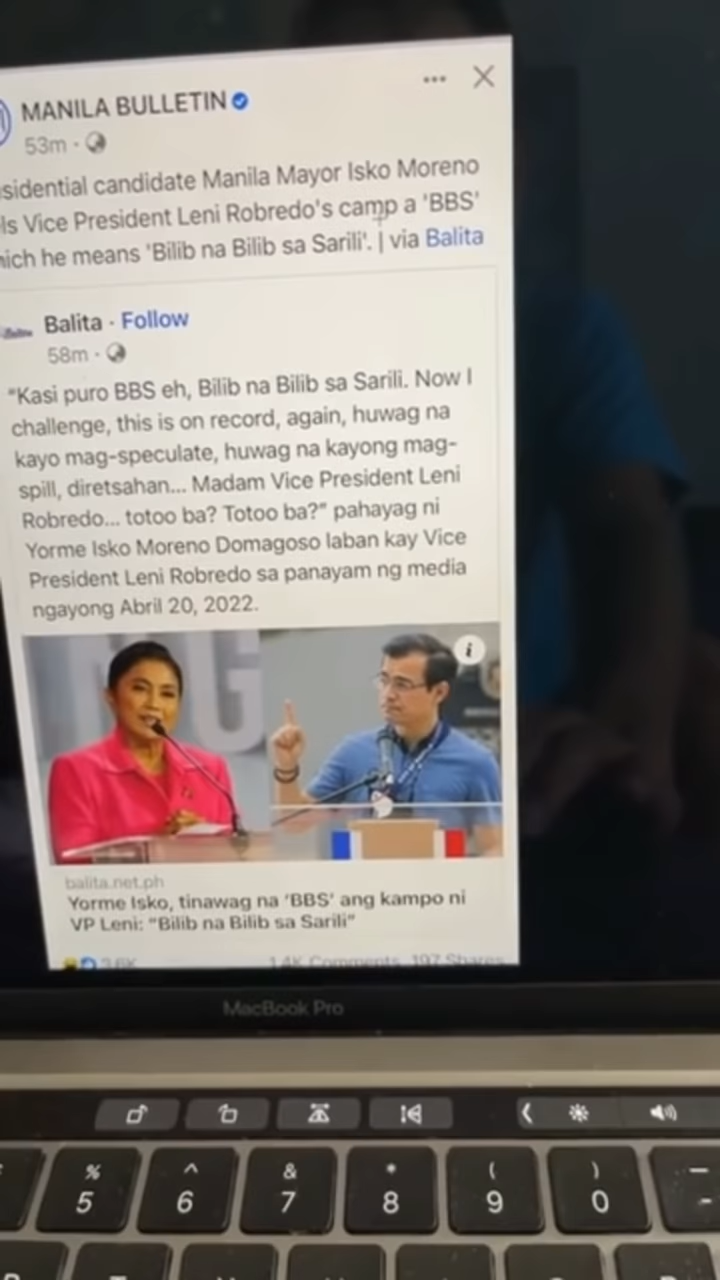 MANILA BULLETIN
53m
sidential candidate Manila Mayor Isko Moreno
ls Vice President Leni Robredo's camp a 'BBS'
hich he means 'Bilib na Bilib sa Sarili'. | via Balita
Balita · Follow
58m
"Kasi puro BBS eh, Bilib na Bilib sa Sarili. Now I
challenge, this is on record, again, huwag na
kayo mag-speculate, huwag na kayong mag-
spill, diretsahan... Madam Vice President Leni
Robredo... totoo ba? Totoo ba?" pahayag ni
Yorme Isko Moreno Domagoso laban kay Vice
President Leni Robredo sa panayam ng media
ngayong Abril 20, 2022.
balita.net.ph
Yorme Isko, tinawag na 'BBS' ang kampo ni
VP Leni: "Bilib na Bilib sa Sarili"
3.6K 1.4K Comments 197 Shares
MacBook Pro
% ^ & * ( ) —
5 6 7 8 9 0 -